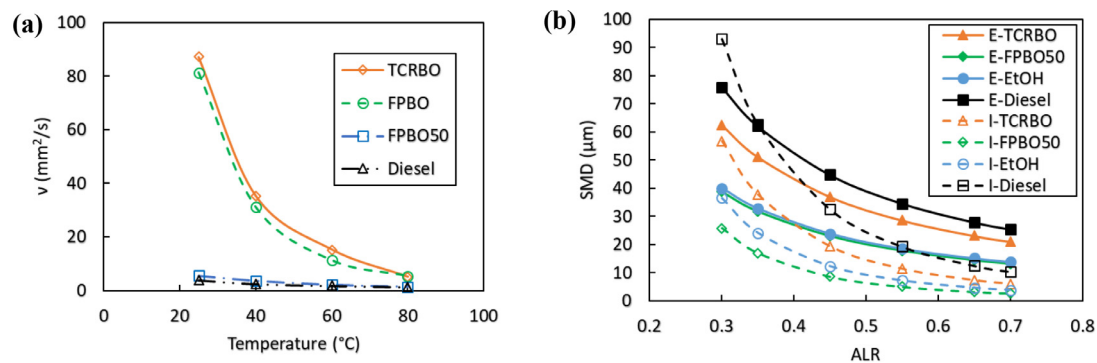 (a)
100
80
60
40
20
0
ν (mm²/s)
0 20 40 60 80 100
Temperature (°C)
TCRBO
FPBO
FPBO50
Diesel
(b)
100
90
80
70
60
50
40
30
20
10
0
SMD (μm)
0.2 0.3 0.4 0.5 0.6 0.7 0.8
ALR
E-TCRBO
E-FPBO50
E-EtOH
E-Diesel
I-TCRBO
I-FPBO50
I-EtOH
I-Diesel